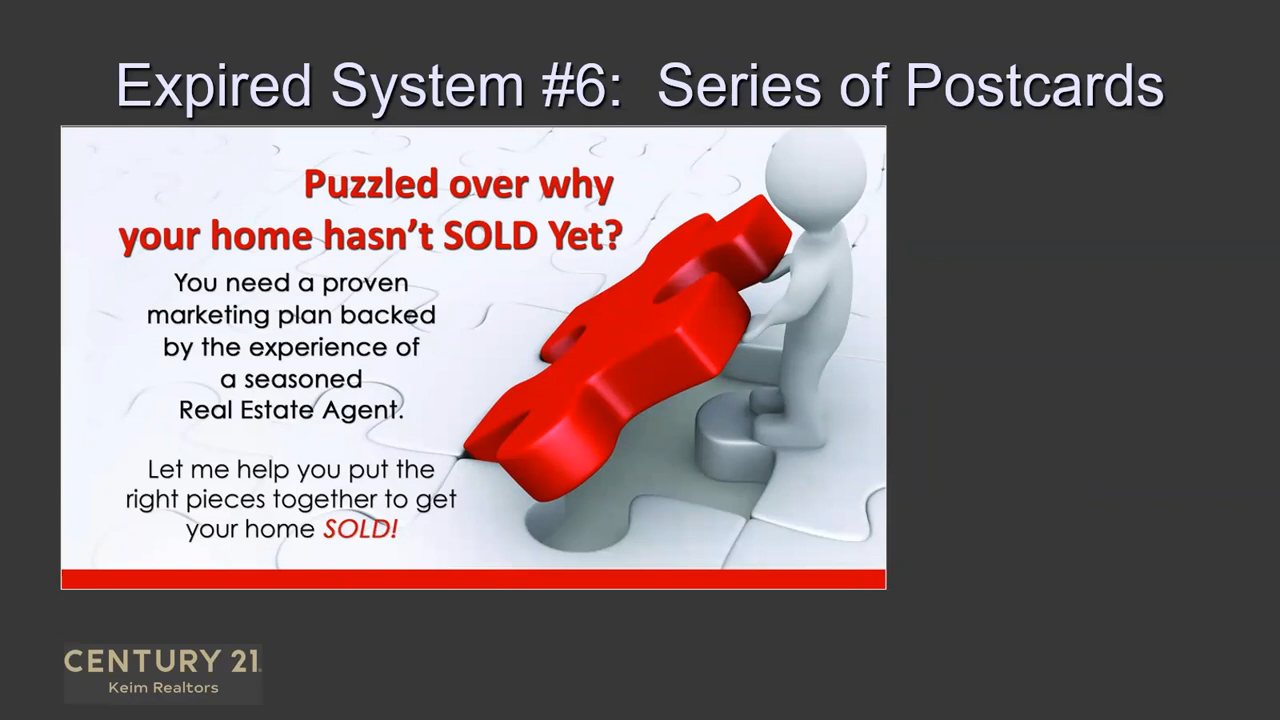 Expired System #6: Series of Postcards
Puzzled over why
your home hasn't SOLD Yet?
You need a proven
marketing plan backed
by the experience of
a seasoned
Real Estate Agent.
Let me help you put the
right pieces together to get
your home SOLD!
CENTURY 21
Keim Realtors